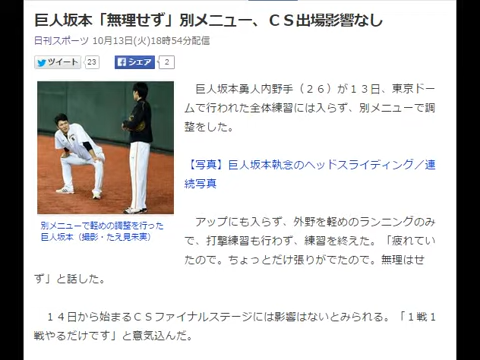 巨人坂本「無理せず」別メニュー、ＣＳ出場影響なし
日刊スポーツ 10月13日(火)18時54分配信
ツイート 23 シェア 2
巨人坂本勇人内野手（２６）が１３日、東京ドー
ムで行われた全体練習には入らず、別メニューで調
整をした。
【写真】巨人坂本執念のヘッドスライディング／連
続写真
アップにも入らず、外野を軽めのランニングのみ
で、打撃練習も行わず、練習を終えた。「疲れてい
たので。ちょっとだけ張りがでたので。無理はせ
ず」と話した。
別メニューで軽めの調整を行った
巨人坂本（撮影・たえ見朱実）
１４日から始まるＣＳファイナルステージには影響はないとみられる。「１戦１
戦やるだけです」と意気込んだ。